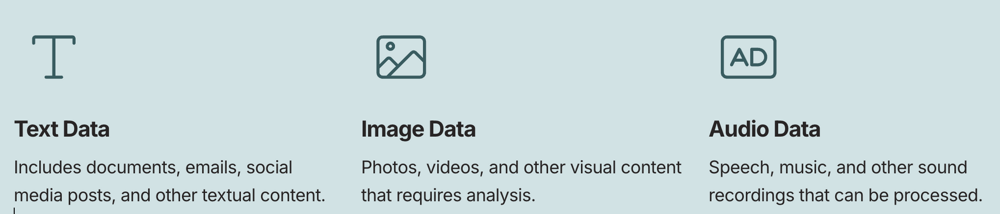 T
AD
Text Data
Includes documents, emails, social
media posts, and other textual content.
Image Data
Photos, videos, and other visual content
that requires analysis.
Audio Data
Speech, music, and other sound
recordings that can be processed.